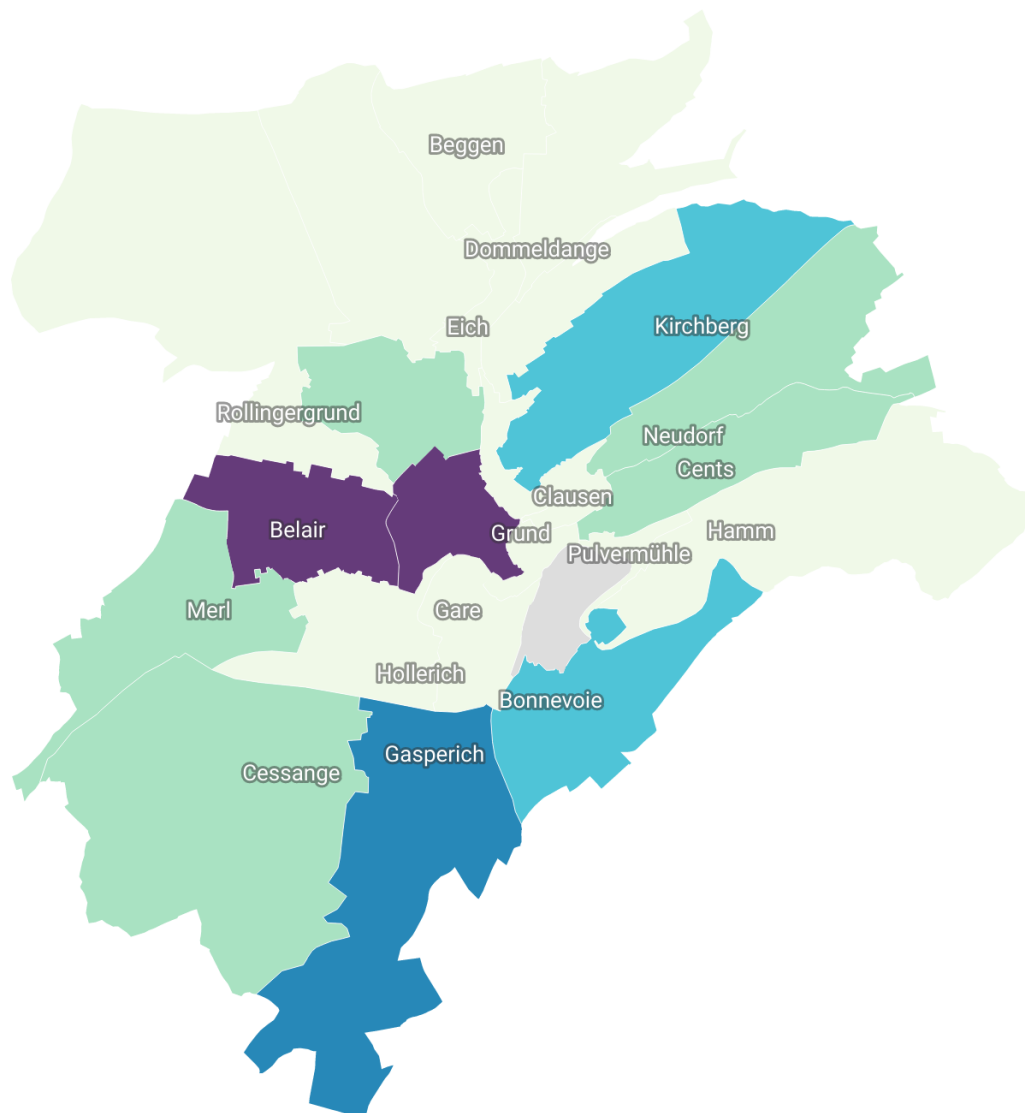 Beggen
Dommeldange
Eich
Kirchberg
Rollingergrund
Neudorf
Cents
Clausen
Belair
Grund
Hamm
Pulvermühle
Merl
Gare
Hollerich
Bonnevoie
Gasperich
Cessange